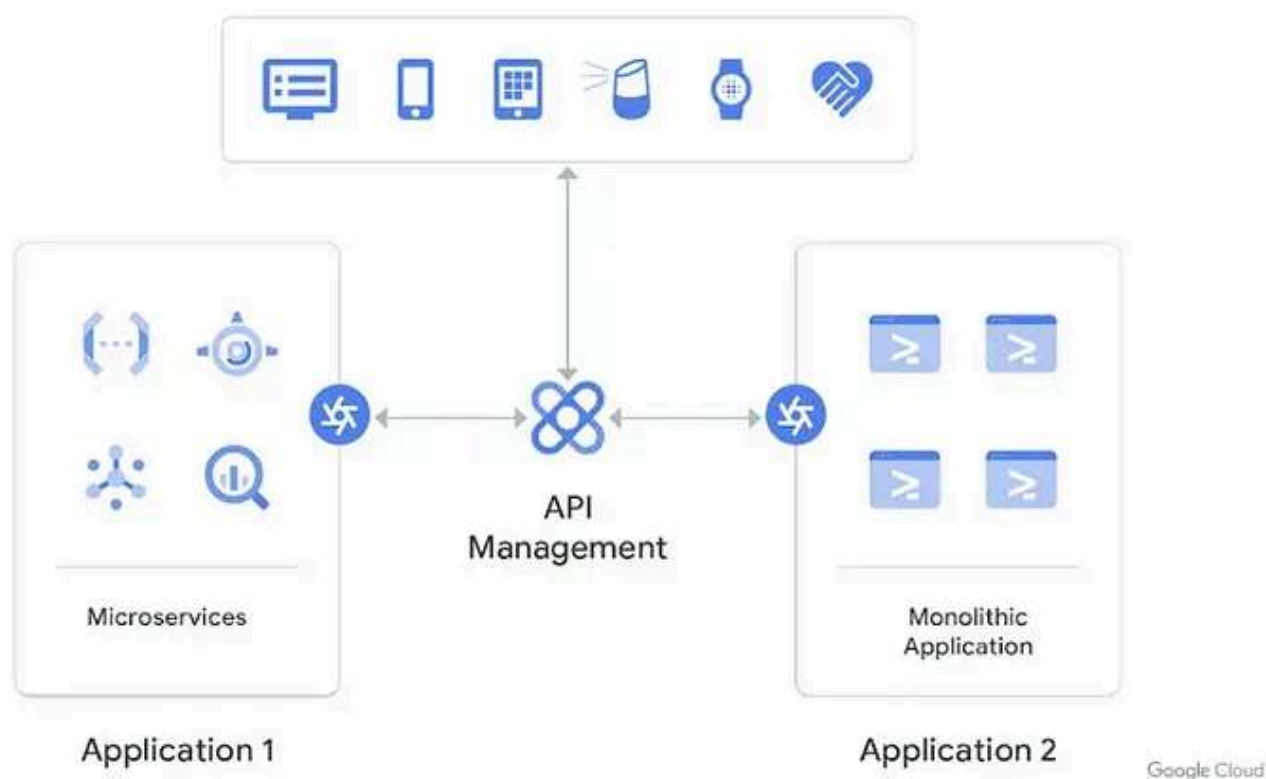 API
Management
Microservices
Monolithic
Application
Application 1
Application 2
Google Cloud